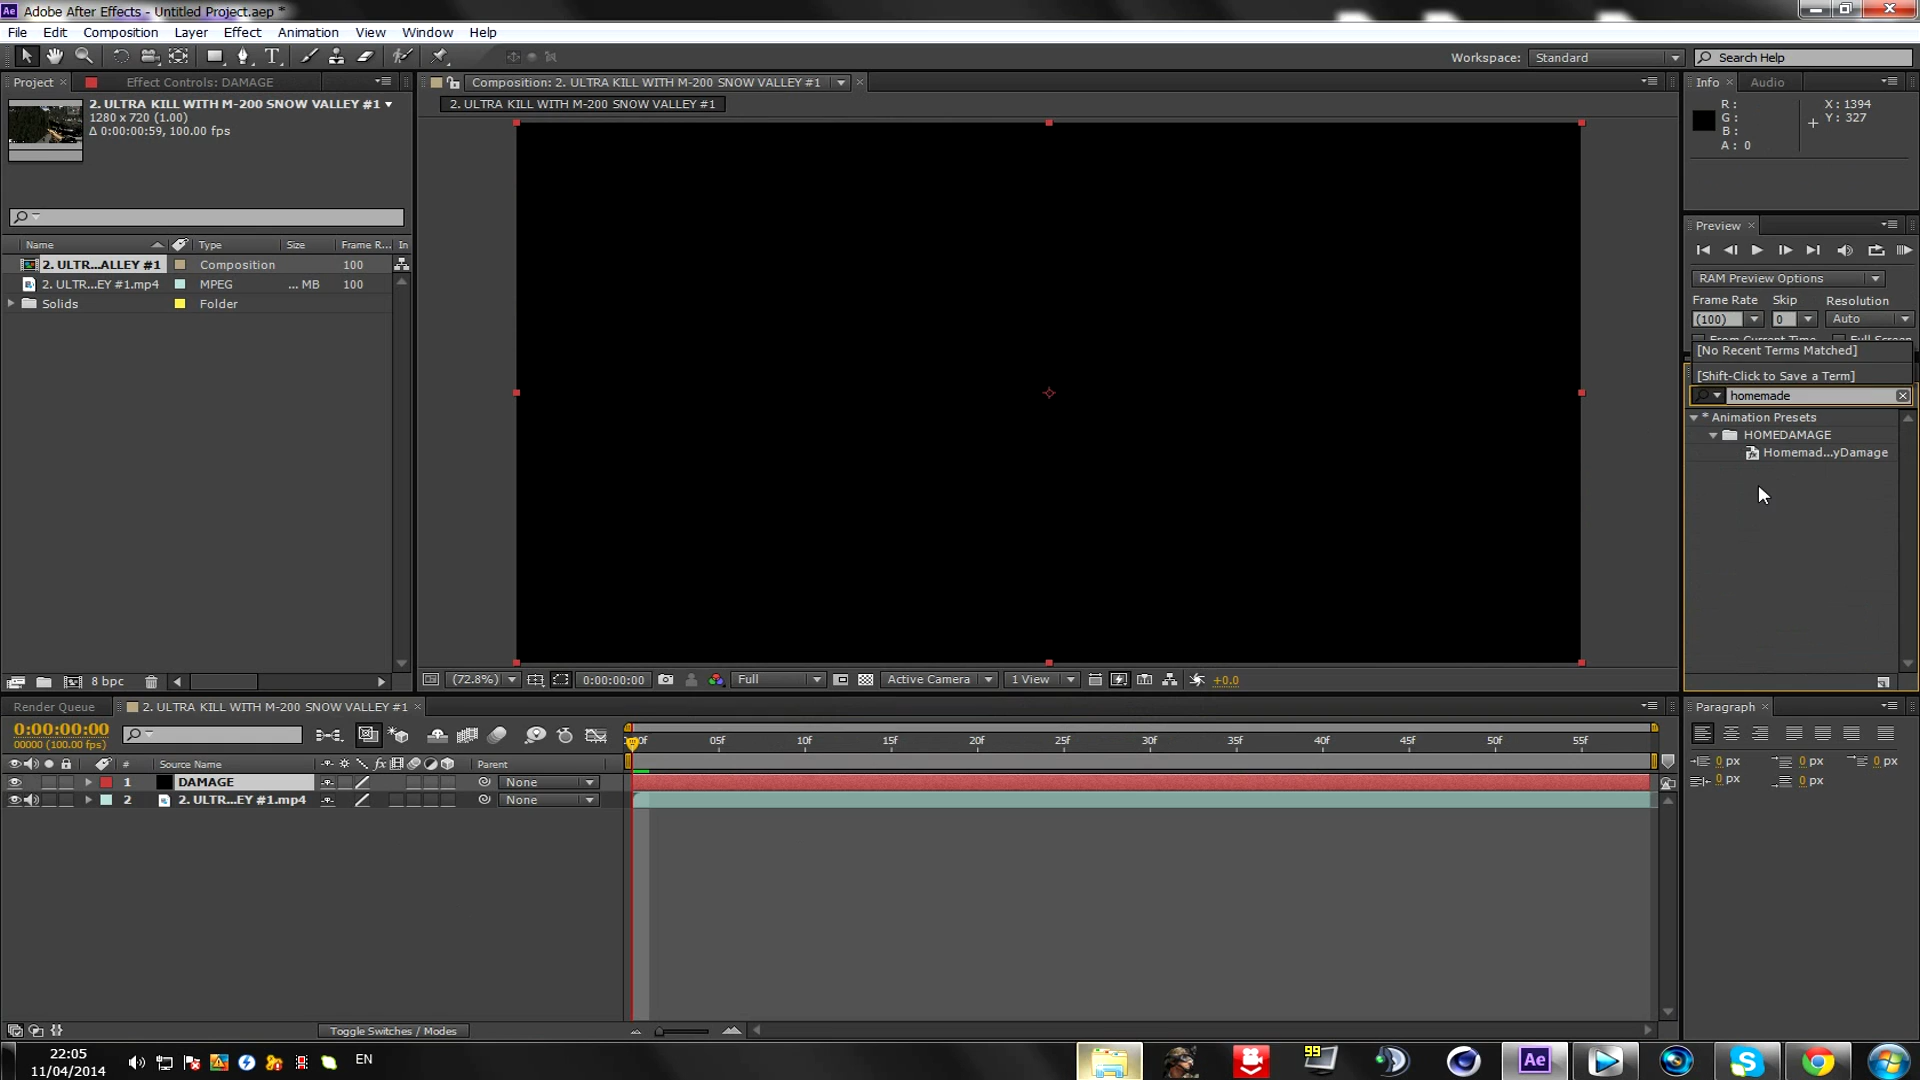 Ae Adobe After Effects - Untitled Project.aep *
File Edit Composition Layer Effect Animation View Window Help
Workspace: Standard Search Help
Project Effect Controls: DAMAGE
2. ULTRA KILL WITH M-200 SNOW VALLEY #1
1280 x 720 (1.00)
Δ 0:00:00:59, 100.00 fps
Name Type Size Frame R... In
2. ULTR...ALLEY #1 Composition 100
2. ULTR...EY #1.mp4 MPEG ... MB 100
Solids Folder
8 bpc
Composition: 2. ULTRA KILL WITH M-200 SNOW VALLEY #1
2. ULTRA KILL WITH M-200 SNOW VALLEY #1
(72.8%) 0:00:00:00 Full Active Camera 1 View +0.0
Info Audio
R: X: 1394
G: Y: 327
B:
A: 0
Preview
RAM Preview Options
Frame Rate Skip Resolution
(100) 0 Auto
From Current Time Full Screen
[No Recent Terms Matched]
[Shift-Click to Save a Term]
homemade
* Animation Presets
HOMEDAMAGE
Homemad...yDamage
Render Queue 2. ULTRA KILL WITH M-200 SNOW VALLEY #1
0:00:00:00
00000 (100.00 fps)
05f 10f 15f 20f 25f 30f 35f 40f 45f 50f 55f
# Source Name Parent
1 DAMAGE None
2 2. ULTR...EY #1.mp4 None
Toggle Switches / Modes
Paragraph
0 px 0 px 0 px
0 px 0 px
22:05
11/04/2014
EN
99
Ae